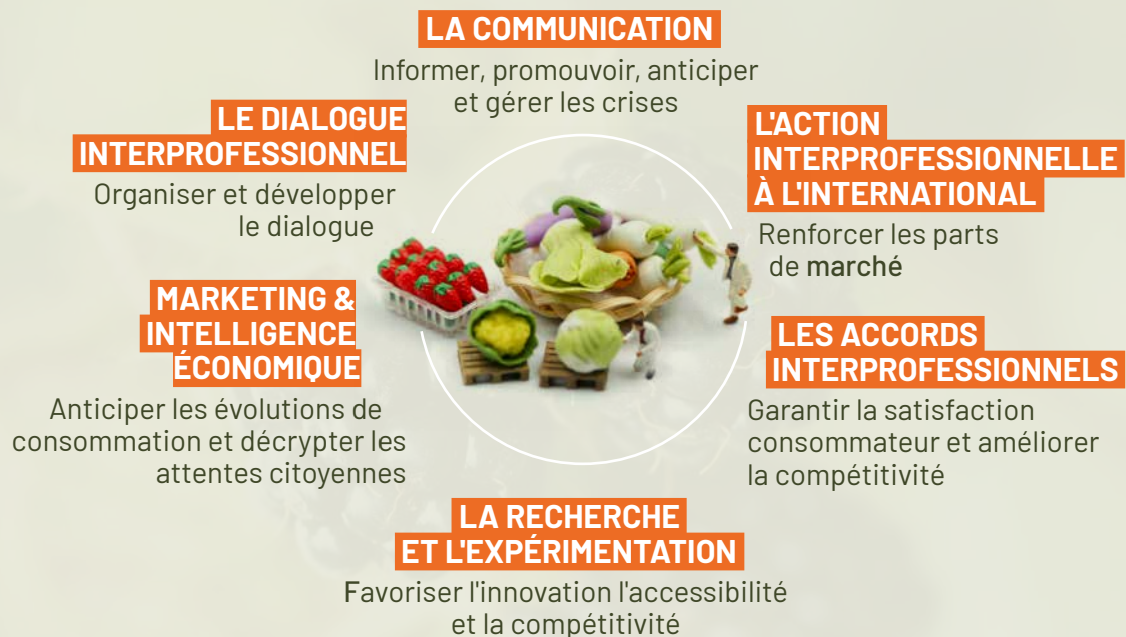 LA COMMUNICATION
Informer, promouvoir, anticiper
et gérer les crises
LE DIALOGUE
INTERPROFESSIONNEL
Organiser et développer
le dialogue
L'ACTION
INTERPROFESSIONNELLE
À L'INTERNATIONAL
Renforcer les parts
de marché
MARKETING &
INTELLIGENCE
ÉCONOMIQUE
Anticiper les évolutions de
consommation et décrypter les
attentes citoyennes
LES ACCORDS
INTERPROFESSIONNELS
Garantir la satisfaction
consommateur et améliorer
la compétitivité
LA RECHERCHE
ET L'EXPÉRIMENTATION
Favoriser l'innovation l'accessibilité
et la compétitivité